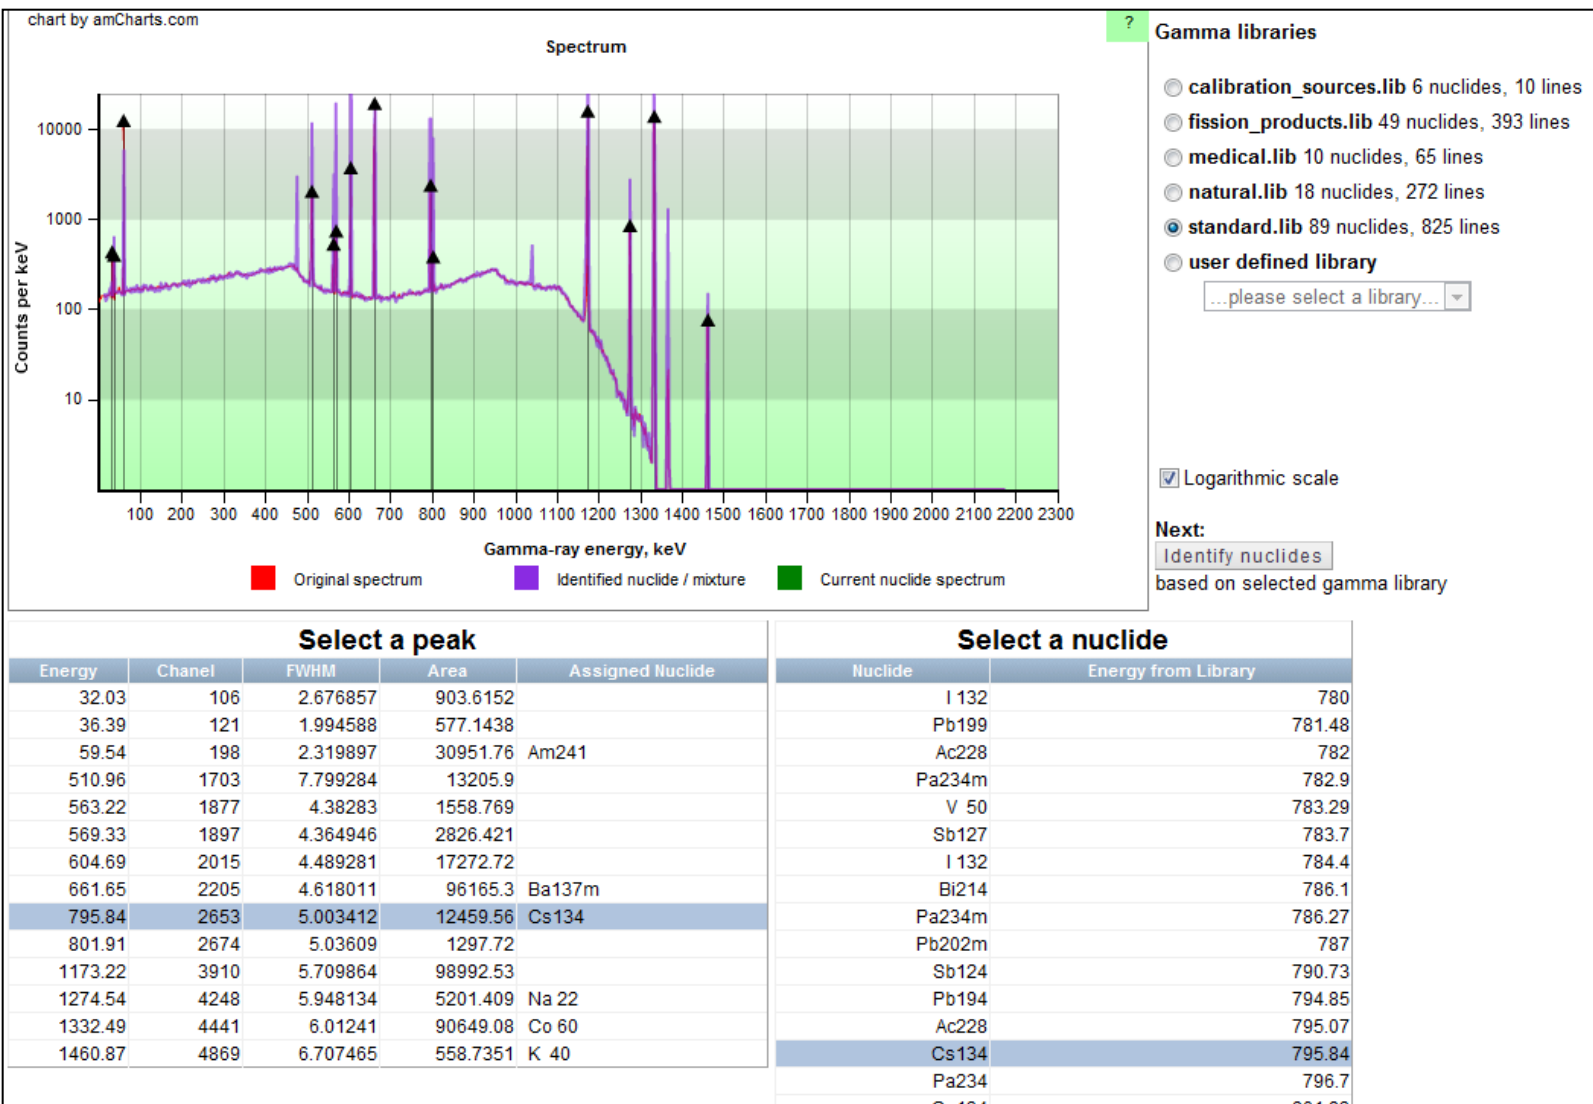 chart by amCharts.com
?
Spectrum
Counts per keV
10000
1000
100
10
100 200 300 400 500 600 700 800 900 1000 1100 1200 1300 1400 1500 1600 1700 1800 1900 2000 2100 2200 2300
Gamma-ray energy, keV
Original spectrum
Identified nuclide / mixture
Current nuclide spectrum
Gamma libraries
calibration_sources.lib 6 nuclides, 10 lines
fission_products.lib 49 nuclides, 393 lines
medical.lib 10 nuclides, 65 lines
natural.lib 18 nuclides, 272 lines
standard.lib 89 nuclides, 825 lines
user defined library
...please select a library...
Logarithmic scale
Next:
Identify nuclides
based on selected gamma library
Select a peak
Energy Chanel FWHM Area Assigned Nuclide
32.03 106 2.676857 903.6152
36.39 121 1.994588 577.1438
59.54 198 2.319897 30951.76 Am241
510.96 1703 7.799284 13205.9
563.22 1877 4.38283 1558.769
569.33 1897 4.364946 2826.421
604.69 2015 4.489281 17272.72
661.65 2205 4.618011 96165.3 Ba137m
795.84 2653 5.003412 12459.56 Cs134
801.91 2674 5.03609 1297.72
1173.22 3910 5.709864 98992.53
1274.54 4248 5.948134 5201.409 Na 22
1332.49 4441 6.01241 90649.08 Co 60
1460.87 4869 6.707465 558.7351 K 40
Select a nuclide
Nuclide Energy from Library
I 132 780
Pb199 781.48
Ac228 782
Pa234m 782.9
V 50 783.29
Sb127 783.7
I 132 784.4
Bi214 786.1
Pa234m 786.27
Pb202m 787
Sb124 790.73
Pb194 794.85
Ac228 795.07
Cs134 795.84
Pa234 796.7